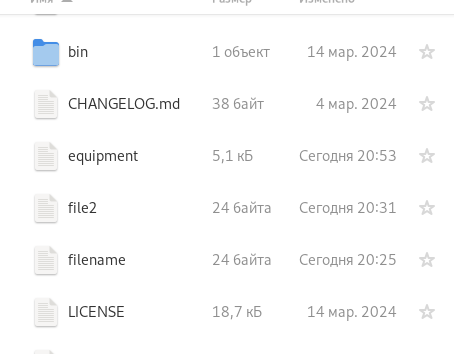 Имя Размер Изменено
bin 1 объект 14 мар. 2024
CHANGELOG.md 38 байт 4 мар. 2024
equipment 5,1 кБ Сегодня 20:53
file2 24 байта Сегодня 20:31
filename 24 байта Сегодня 20:25
LICENSE 18,7 кБ 14 мар. 2024